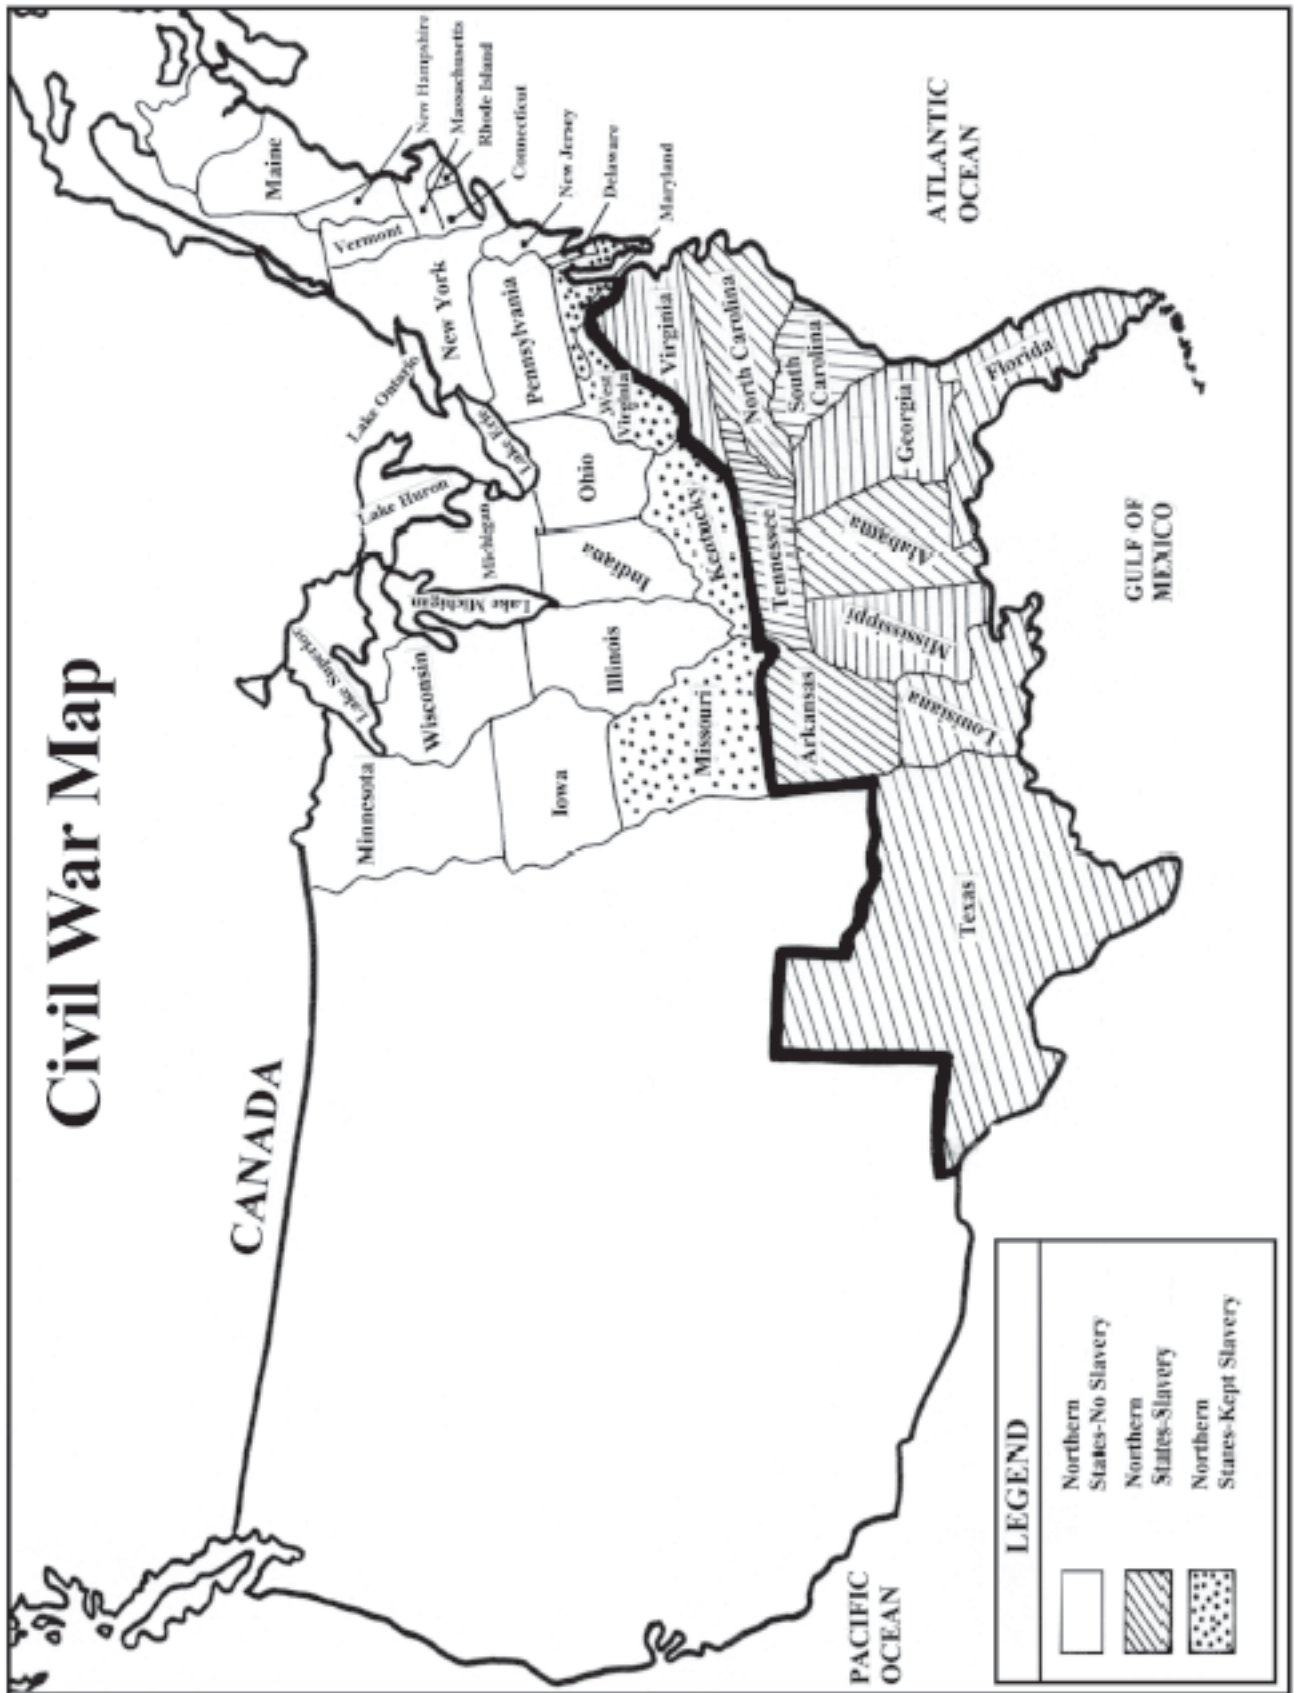 Civil War Map
CANADA
Maine
New Hampshire
Massachusetts
Rhode Island
Connecticut
New Jersey
Delaware
Maryland
Vermont
New York
Pennsylvania
Lake Ontario
Lake Erie
Lake Huron
Lake Michigan
Lake Superior
Michigan
Wisconsin
Minnesota
Iowa
Illinois
Indiana
Ohio
West
Virginia
Virginia
Kentucky
Missouri
Tennessee
North Carolina
South
Carolina
Georgia
Florida
Alabama
Mississippi
Arkansas
Louisiana
Texas
ATLANTIC
OCEAN
GULF OF
MEXICO
PACIFIC
OCEAN
LEGEND
Northern
States-No Slavery
Northern
States-Slavery
Northern
States-Kept Slavery